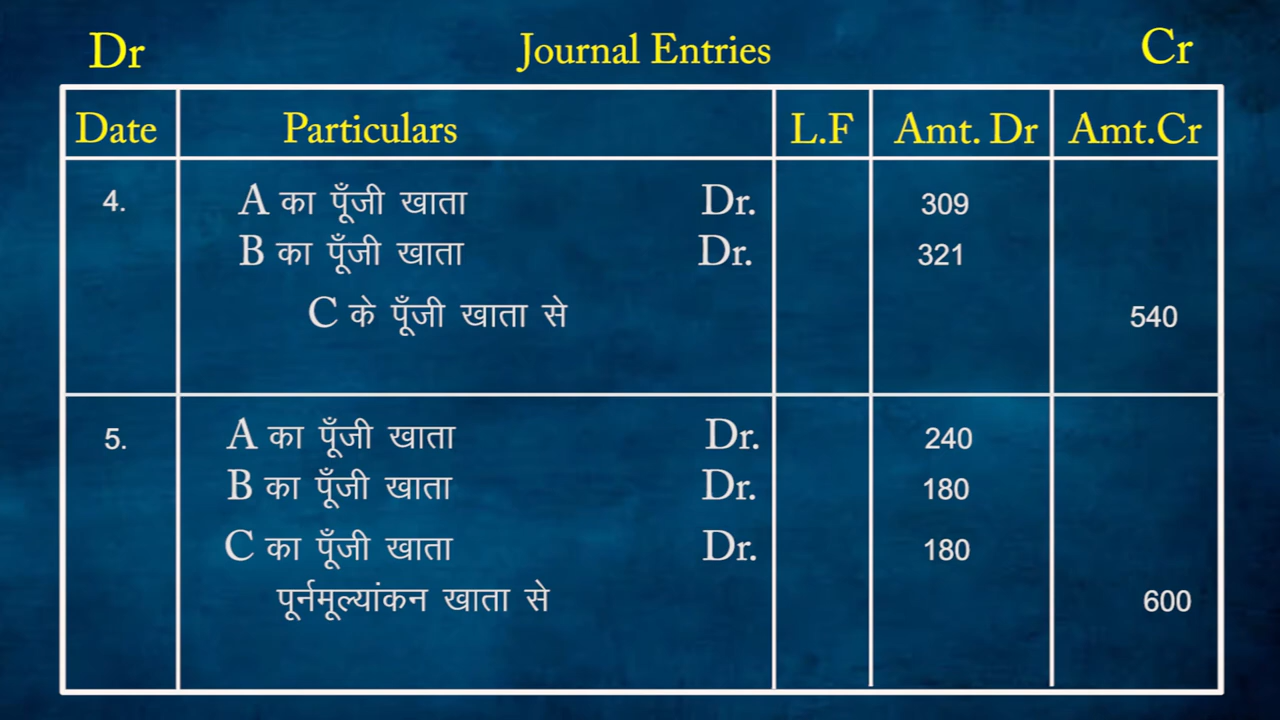 Dr Journal Entries Cr
Date Particulars L.F Amt. Dr Amt.Cr
4. A का पूँजी खाता Dr. 309
B का पूँजी खाता Dr. 321
C के पूँजी खाता से 540
5. A का पूँजी खाता Dr. 240
B का पूँजी खाता Dr. 180
C का पूँजी खाता Dr. 180
पूर्नमूल्यांकन खाता से 600